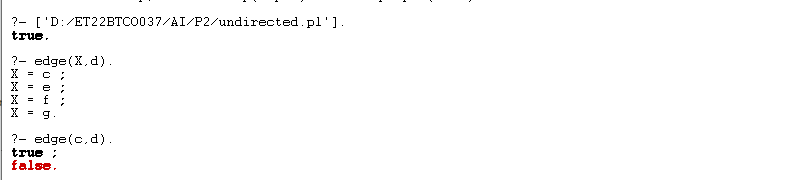 ?- ['D:/ET22BTCO037/AI/P2/undirected.pl'].
true.
?- edge(X,d).
X = c ;
X = e ;
X = f ;
X = g.
?- edge(c,d).
true ;
false.